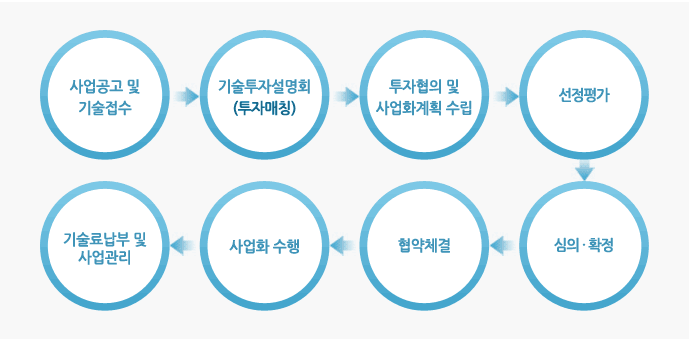 사업공고 및
기술접수
기술투자설명회
(투자매칭)
투자협의 및
사업화계획 수립
선정평가
심의·확정
협약체결
사업화 수행
기술료납부 및
사업관리